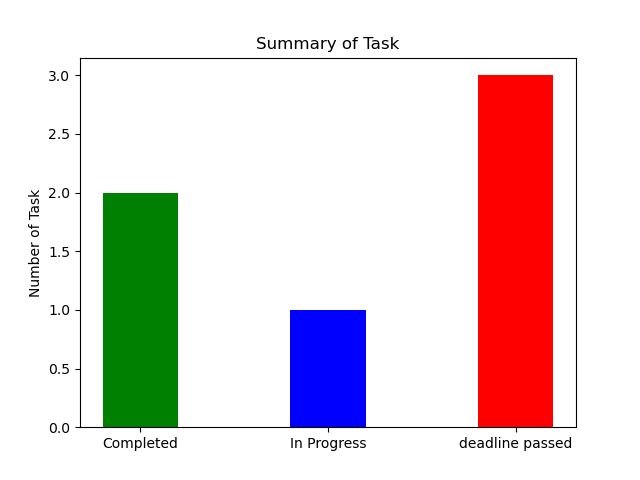 Summary of Task
Number of Task
3.0
2.5
2.0
1.5
1.0
0.5
0.0
Completed
In Progress
deadline passed